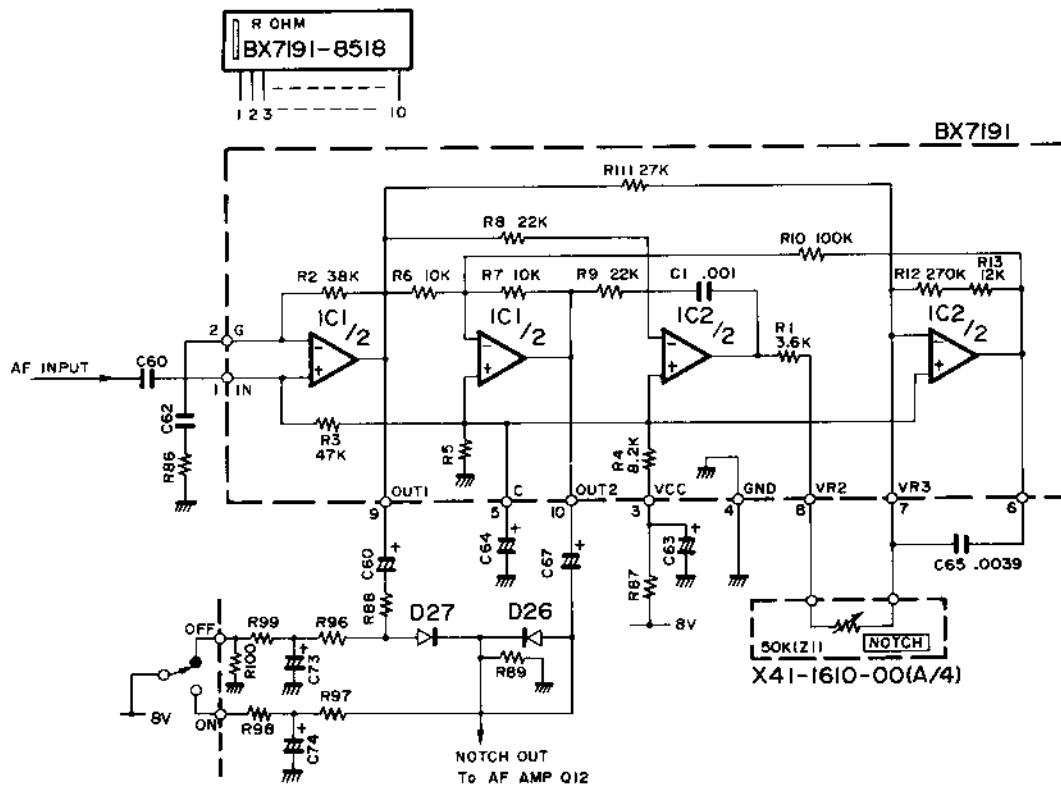 R OHM
BX7191-8518
1 2 3 10
BX7191
R111 27K
R8 22K
R10 100K
R13
12K
R2 38K
R6 10K
R7 10K
R9 22K
C1 .001
R12 270K
1C1/2
1C1/2
1C2/2
1C2/2
R1
3.6K
2 G
AF INPUT
C60
1 IN
C62
R86
R3
47K
R5
R4
8.2K
OUT1
C
OUT2
VCC
GND
VR2
VR3
9
5
10
3
4
8
7
6
C60
C64
C67
C63
C65 .0039
R88
R87
D27
D26
8V
OFF
R99
R96
R100
C73
R89
50K(Z11)
NOTCH
X41-1610-00(A/4)
8V
ON
R98
R97
C74
NOTCH OUT
To AF AMP Q12